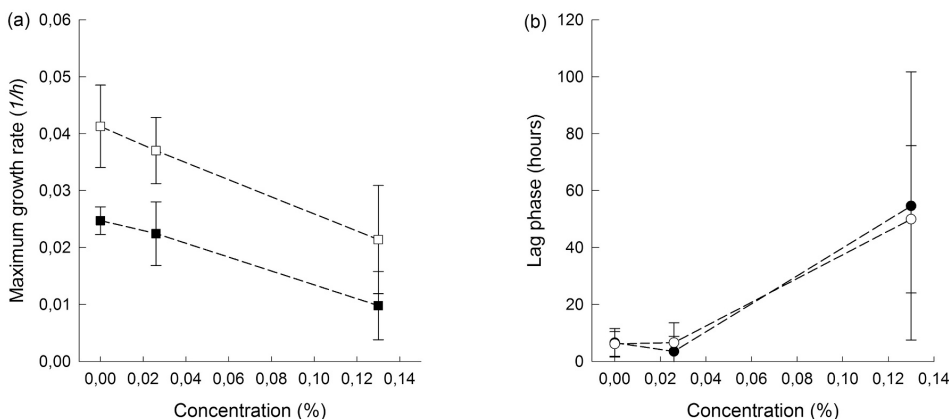 (a)
0,06
0,05
0,04
0,03
0,02
0,01
0,00
Maximum growth rate (1/h)
0,00 0,02 0,04 0,06 0,08 0,10 0,12 0,14
Concentration (%)
(b)
120
100
80
60
40
20
0
Lag phase (hours)
0,00 0,02 0,04 0,06 0,08 0,10 0,12 0,14
Concentration (%)